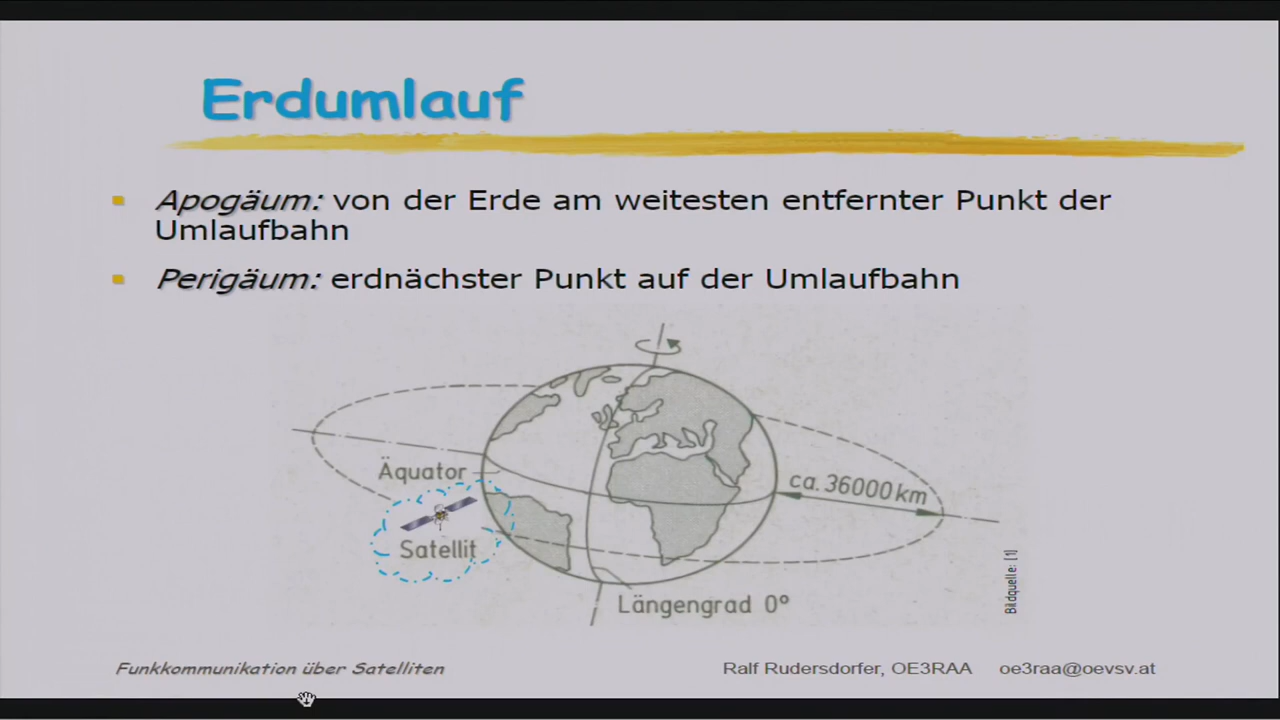 Erdumlauf
Apogäum: von der Erde am weitesten entfernter Punkt der
Umlaufbahn
Perigäum: erdnächster Punkt auf der Umlaufbahn
Äquator
ca. 36000 km
Satellit
Längengrad 0°
Bildquelle: [1]
Funkkommunikation über Satelliten
Ralf Rudersdorfer, OE3RAA oe3raa@oevsv.at